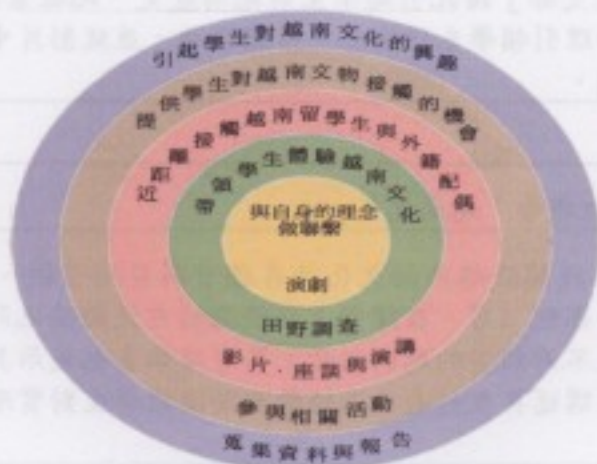 引起學生對越南文化的興趣
提供學生對越南文物接觸的機會
近距離接觸越南留學生與外籍配偶
帶領學生體驗越南文化
與自身的理念
做聯繫
演劇
田野調查
影片．座談與演講
參與相關活動
蒐集資料與報告